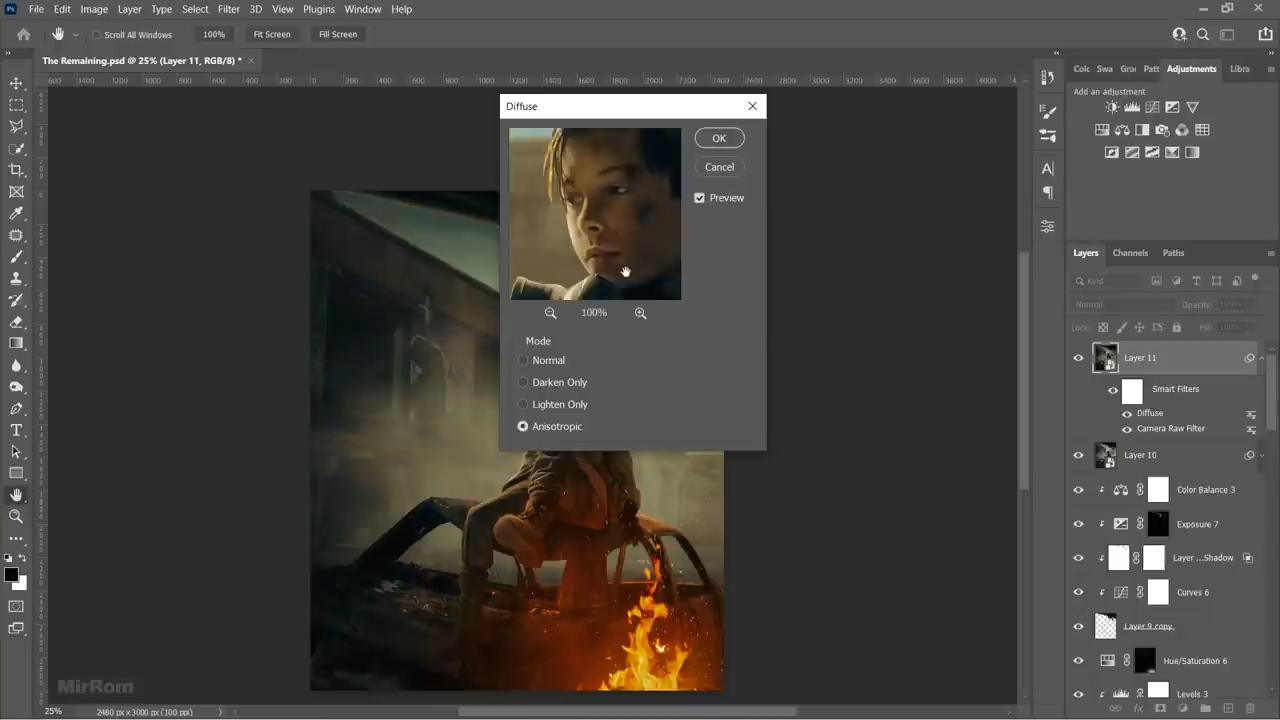 Ps File Edit Image Layer Type Select Filter 3D View Plugins Window Help
Scroll All Windows 100% Fit Screen Fill Screen
The Remaining.psd @ 25% (Layer 11, RGB/8) *
Swa Pat Adjustments Libra
Add an adjustment
Diffuse
OK
Cancel
Preview
100%
Mode
Normal
Darken Only
Lighten Only
Anisotropic
Layers Channels Paths
Kind
Normal Opacity: 100%
Lock: Fill: 100%
Layer 11
Smart Filters
Diffuse
Camera Raw Filter
Layer 10
Color Balance 3
Exposure 7
Layer ...Shadow
Curves 6
Layer 9 copy
Hue/Saturation 6
Levels 3
MirRom
25% 2480 px x 3000 px (100 ppi)